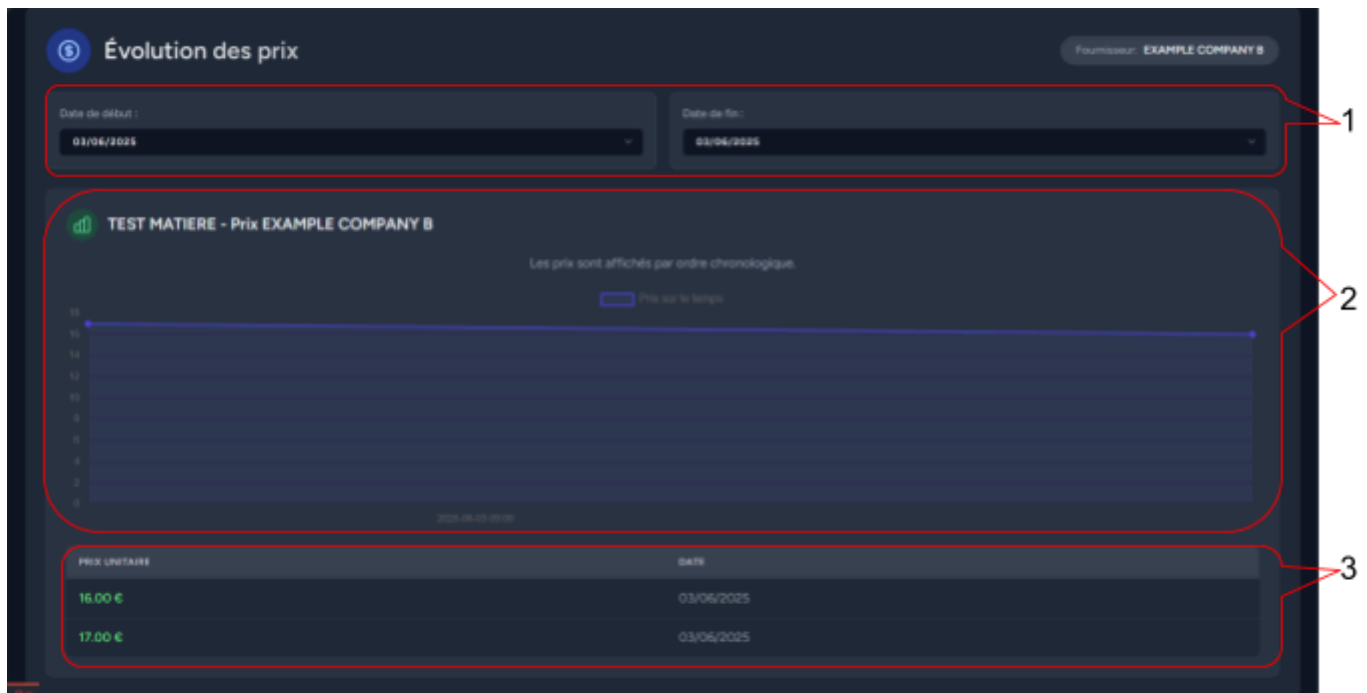 Évolution des prix
Fournisseur: EXAMPLE COMPANY B
Date de début :
Date de fin :
03/06/2025
03/06/2025
1
TEST MATIERE - Prix EXAMPLE COMPANY B
Les prix sont affichés par ordre chronologique.
Prix sur le temps
2
18
16
14
12
10
8
6
4
2
0
PRIX UNITAIRE
DATE
3
16.00 €
03/06/2025
17.00 €
03/06/2025